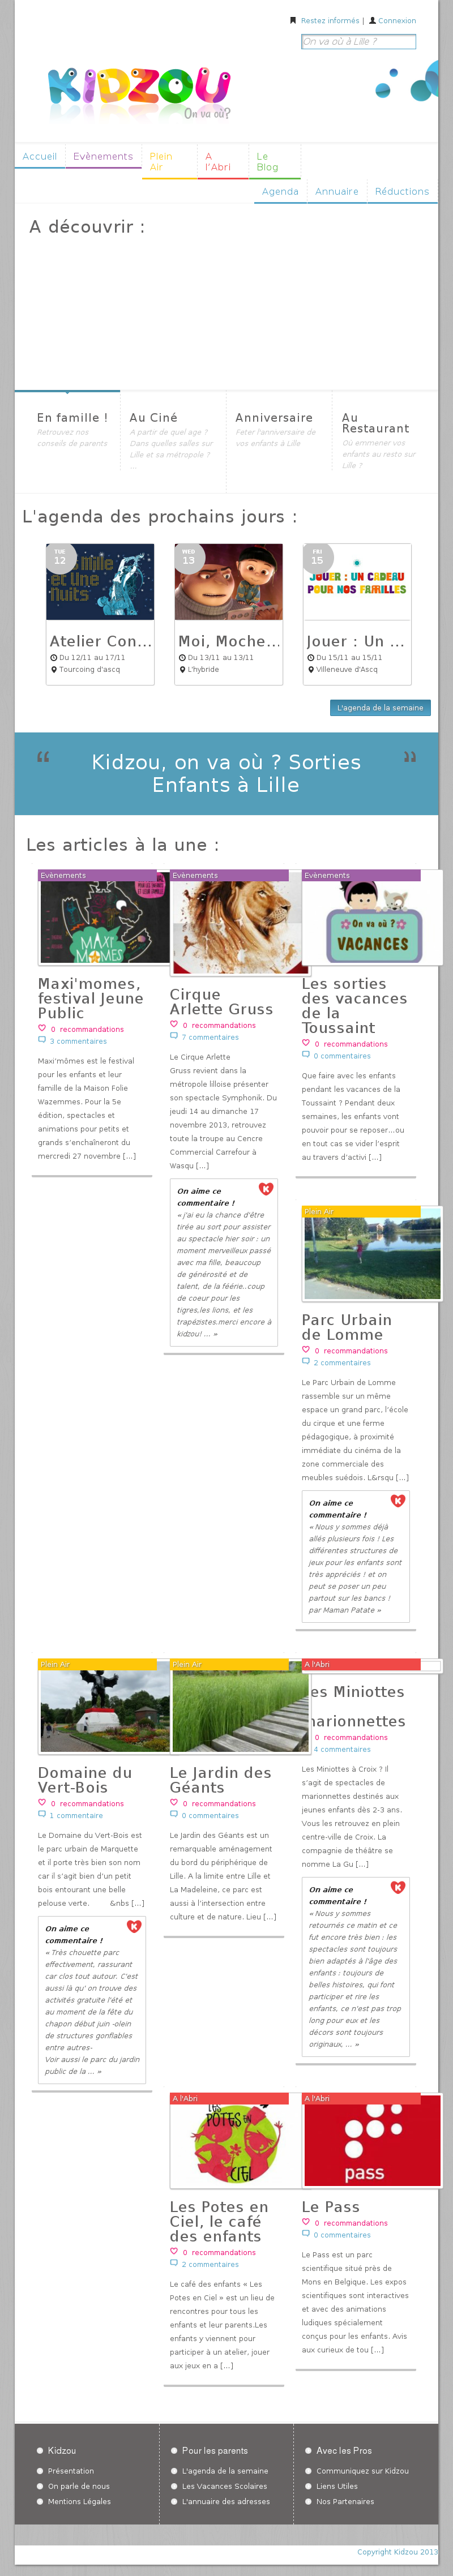 Restez informés | Connexion
On va où à Lille ?
KIDZOU
On va où?
Accueil
Evènements
Plein
Air
A
l'Abri
Le
Blog
Agenda
Annuaire
Réductions
A découvrir :
En famille !
Retrouvez nos
conseils de parents
Au Ciné
A partir de quel age ?
Dans quelles salles sur
Lille et sa métropole ?
...
Anniversaire
Fêter l'anniversaire de
vos enfants à Lille
Au
Restaurant
Où emmener vos
enfants au resto sur
Lille ?
L'agenda des prochains jours :
TUE
12
Mille
et Une
Nuits
Atelier Con...
Du 12/11 au 17/11
Tourcoing d'ascq
WED
13
Moi, Moche...
Du 13/11 au 13/11
L'hybride
FRI
15
JOUER : UN CADEAU
POUR NOS FAMILLES
Jouer : Un ...
Du 15/11 au 15/11
Villeneuve d'Ascq
L'agenda de la semaine
“ Kidzou, on va où ? Sorties ”
Enfants à Lille
Les articles à la une :
Evènements
MAXI
MOMES
Maxi'momes,
festival Jeune
Public
0 recommandations
3 commentaires
Maxi'mômes est le festival
pour les enfants et leur
famille de la Maison Folie
Wazemmes. Pour la 5e
édition, spectacles et
animations pour petits et
grands s'enchaîneront du
mercredi 27 novembre [...]
Evènements
Cirque
Arlette Gruss
0 recommandations
7 commentaires
Le Cirque Arlette
Gruss revient dans la
métropole lilloise présenter
son spectacle Symphonik. Du
jeudi 14 au dimanche 17
novembre 2013, retrouvez
toute la troupe au Cencre
Commercial Carrefour à
Wasqu [...]
On aime ce
commentaire !
« j'ai eu la chance d'être
tirée au sort pour assister
au spectacle hier soir : un
moment merveilleux passé
avec ma fille, beaucoup
de générosité et de
talent, de la féérie..coup
de coeur pour les
tigres,les lions, et les
trapézistes.merci encore à
kidzou! ... »
Evènements
On va où ?
VACANCES
Les sorties
des vacances
de la
Toussaint
0 recommandations
0 commentaires
Que faire avec les enfants
pendant les vacances de la
Toussaint ? Pendant deux
semaines, les enfants vont
pouvoir pour se reposer...ou
en tout cas se vider l'esprit
au travers d'activi [...]
Plein Air
Parc Urbain
de Lomme
0 recommandations
2 commentaires
Le Parc Urbain de Lomme
rassemble sur un même
espace un grand parc, l'école
du cirque et une ferme
pédagogique, à proximité
immédiate du cinéma de la
zone commerciale des
meubles suédois. L&rsqu [...]
On aime ce
commentaire !
« Nous y sommes déjà
allés plusieurs fois ! Les
différentes structures de
jeux pour les enfants sont
très appréciés ! et on
peut se poser un peu
partout sur les bancs !
par Maman Patate »
Plein Air
Domaine du
Vert-Bois
0 recommandations
1 commentaire
Le Domaine du Vert-Bois est
le parc urbain de Marquette
et il porte très bien son nom
car il s'agit bien d'un petit
bois entourant une belle
pelouse verte. &nbs [...]
On aime ce
commentaire !
« Très chouette parc
effectivement, rassurant
car clos tout autour. C'est
aussi là qu' on trouve des
activités gratuite l'été et
au moment de la fête du
chapon début juin -olein
de structures gonflables
entre autres-
Voir aussi le parc du jardin
public de la ... »
Plein Air
Le Jardin des
Géants
0 recommandations
0 commentaires
Le Jardin des Géants est un
remarquable aménagement
du bord du périphérique de
Lille. A la limite entre Lille et
La Madeleine, ce parc est
aussi à l'intersection entre
culture et de nature. Lieu [...]
A l'Abri
es Miniottes
marionnettes
0 recommandations
4 commentaires
Les Miniottes à Croix ? Il
s'agit de spectacles de
marionnettes destinés aux
jeunes enfants dès 2-3 ans.
Vous les retrouvez en plein
centre-ville de Croix. La
compagnie de théâtre se
nomme La Gu [...]
On aime ce
commentaire !
« Nous y sommes
retournés ce matin et ce
fut encore très bien : les
spectacles sont toujours
bien adaptés à l'âge des
enfants : toujours de
belles histoires, qui font
participer et rire les
enfants, ce n'est pas trop
long pour eux et les
décors sont toujours
originaux, ... »
A l'Abri
LES
POTES
EN
CIEL
Les Potes en
Ciel, le café
des enfants
0 recommandations
2 commentaires
Le café des enfants « Les
Potes en Ciel » est un lieu de
rencontres pour tous les
enfants et leur parents.Les
enfants y viennent pour
participer à un atelier, jouer
aux jeux en a [...]
A l'Abri
pass
Le Pass
0 recommandations
0 commentaires
Le Pass est un parc
scientifique situé près de
Mons en Belgique. Les expos
scientifiques sont interactives
et avec des animations
ludiques spécialement
conçues pour les enfants. Avis
aux curieux de tou [...]
Kidzou
Présentation
On parle de nous
Mentions Légales
Pour les parents
L'agenda de la semaine
Les Vacances Scolaires
L'annuaire des adresses
Avec les Pros
Communiquez sur Kidzou
Liens Utiles
Nos Partenaires
Copyright Kidzou 2013